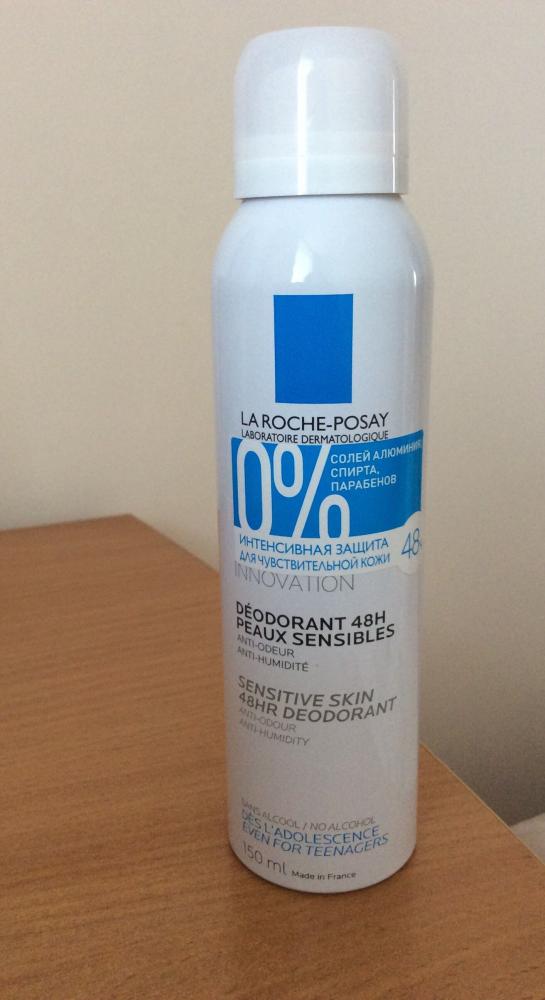 LA ROCHE-POSAY
LABORATOIRE DERMATOLOGIQUE
0%
СОЛЕЙ АЛЮМИНИЯ,
СПИРТА,
ПАРАБЕНОВ
ИНТЕНСИВНАЯ ЗАЩИТА
ДЛЯ ЧУВСТВИТЕЛЬНОЙ КОЖИ
48
INNOVATION
DÉODORANT 48H
PEAUX SENSIBLES
ANTI-ODEUR
ANTI-HUMIDITÉ
SENSITIVE SKIN
48HR DEODORANT
ANTI-ODOUR
ANTI-HUMIDITY
SANS ALCOOL / NO ALCOHOL
DÈS L'ADOLESCENCE
EVEN FOR TEENAGERS
150 ml Made in France